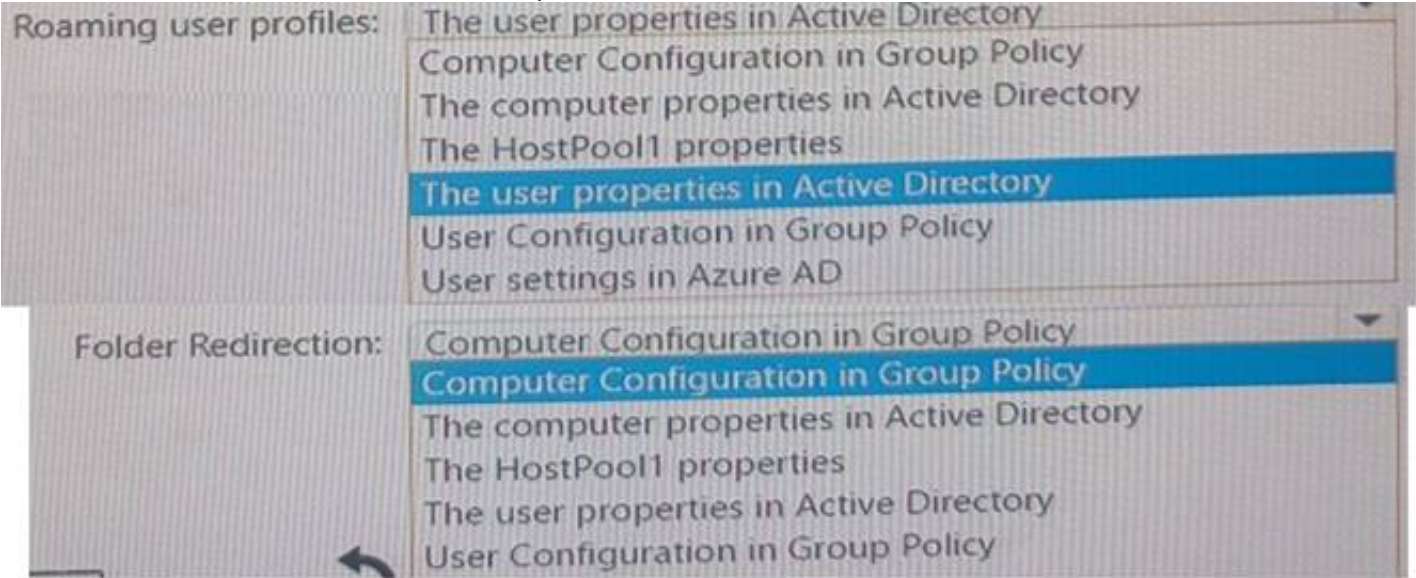 Roaming user profiles: The user properties in Active Directory
Computer Configuration in Group Policy
The computer properties in Active Directory
The HostPool1 properties
The user properties in Active Directory
User Configuration in Group Policy
User settings in Azure AD
Folder Redirection: Computer Configuration in Group Policy
Computer Configuration in Group Policy
The computer properties in Active Directory
The HostPool1 properties
The user properties in Active Directory
User Configuration in Group Policy